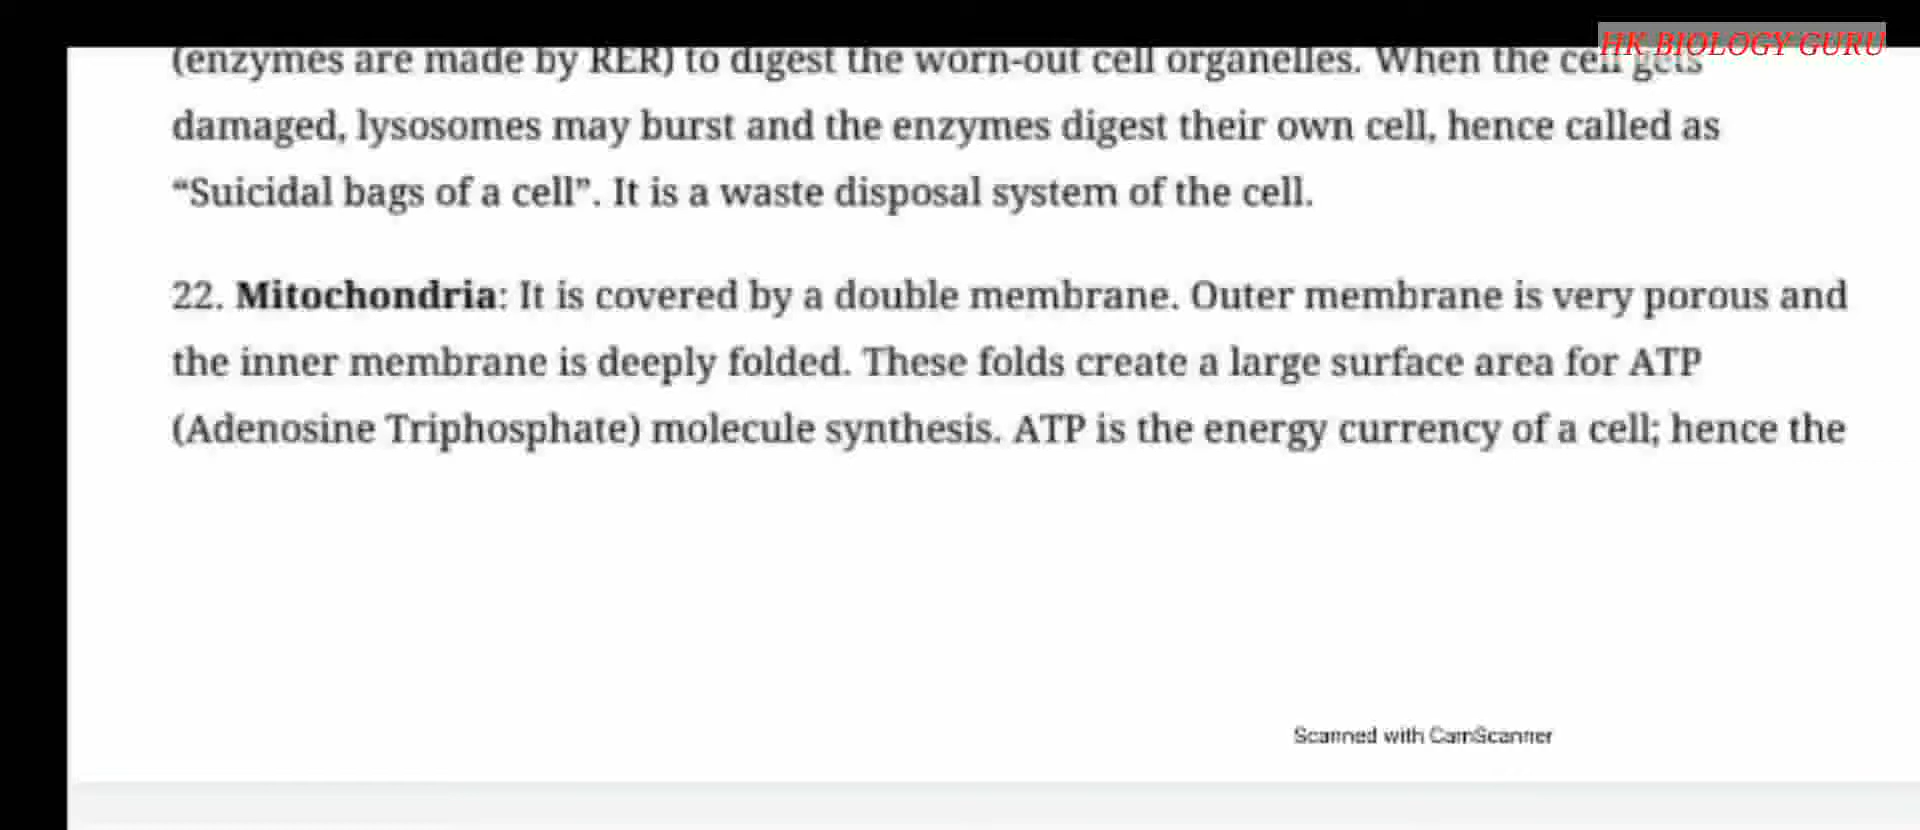 HK BIOLOGY GURU
(enzymes are made by RER) to digest the worn-out cell organelles. When the cell gets
damaged, lysosomes may burst and the enzymes digest their own cell, hence called as
“Suicidal bags of a cell”. It is a waste disposal system of the cell.
22. Mitochondria: It is covered by a double membrane. Outer membrane is very porous and
the inner membrane is deeply folded. These folds create a large surface area for ATP
(Adenosine Triphosphate) molecule synthesis. ATP is the energy currency of a cell; hence the
Scanned with CamScanner